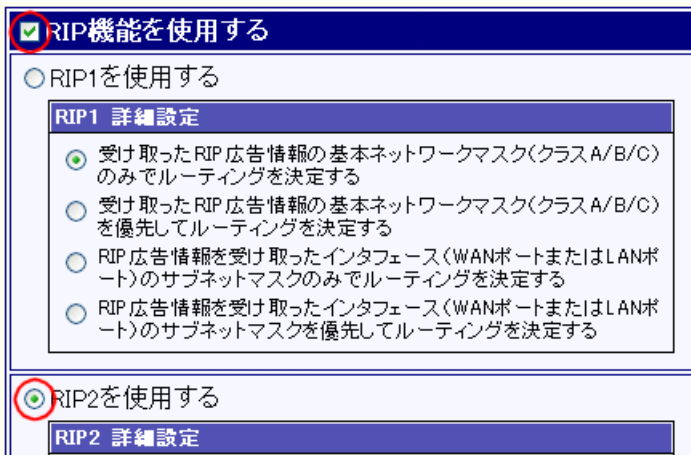 RIP機能を使用する
RIP1を使用する
RIP1 詳細設定
受け取ったRIP広告情報の基本ネットワークマスク(クラスA/B/C)
のみでルーティングを決定する
受け取ったRIP広告情報の基本ネットワークマスク(クラスA/B/C)
を優先してルーティングを決定する
RIP広告情報を受け取ったインタフェース(WANポートまたはLANポ
ート)のサブネットマスクのみでルーティングを決定する
RIP広告情報を受け取ったインタフェース(WANポートまたはLANポ
ート)のサブネットマスクを優先してルーティングを決定する
RIP2を使用する
RIP2 詳細設定